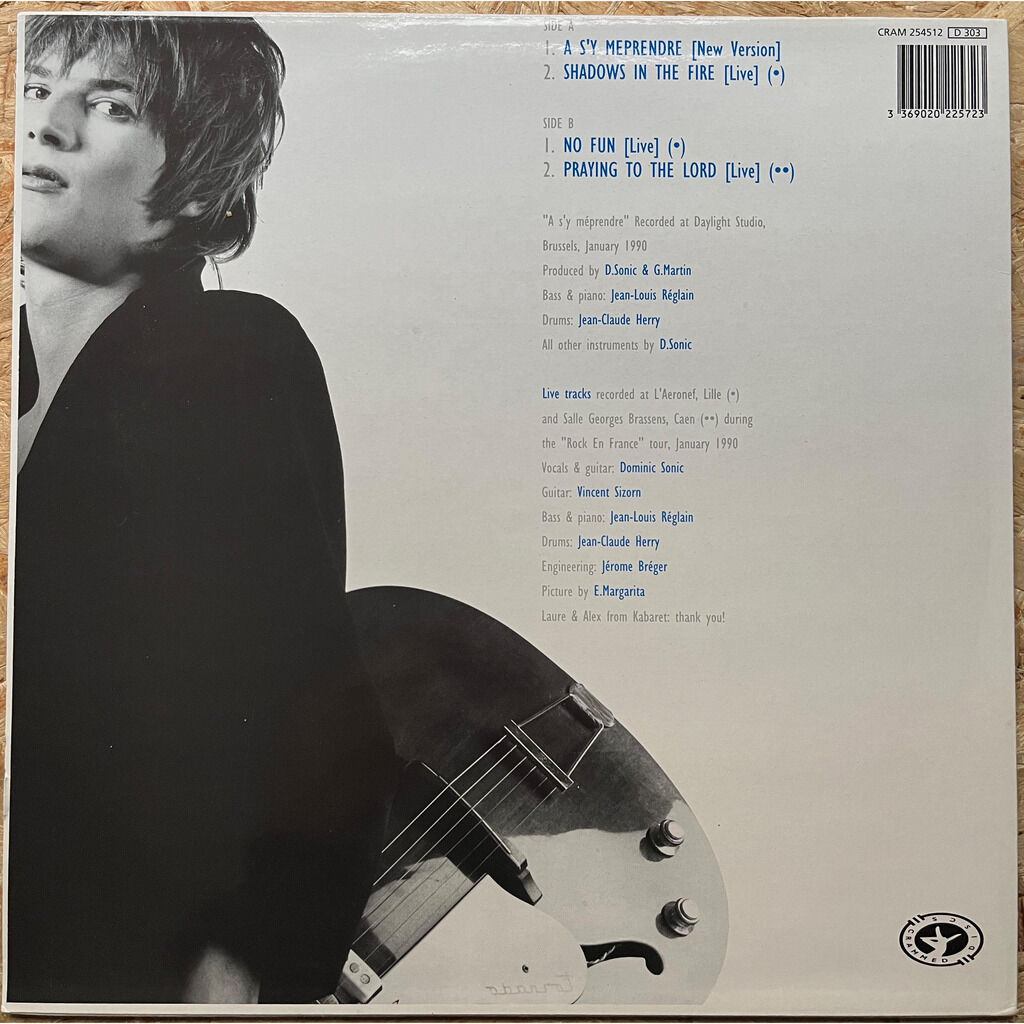 SIDE A
1. A S'Y MEPRENDRE [New Version]
2. SHADOWS IN THE FIRE [Live] (•)
CRAM 254512 D 303
3 369020 225723
SIDE B
1. NO FUN [Live] (•)
2. PRAYING TO THE LORD [Live] (••)
"A s'y méprendre" Recorded at Daylight Studio,
Brussels, January 1990
Produced by D.Sonic & G.Martin
Bass & piano: Jean-Louis Réglain
Drums: Jean-Claude Herry
All other instruments by D.Sonic
Live tracks recorded at L'Aeronef, Lille (•)
and Salle Georges Brassens, Caen (••) during
the "Rock En France" tour, January 1990
Vocals & guitar: Dominic Sonic
Guitar: Vincent Sizorn
Bass & piano: Jean-Louis Réglain
Drums: Jean-Claude Herry
Engineering: Jérome Bréger
Picture by E.Margarita
Laure & Alex from Kabaret: thank you!
CRAMMED DISCS
Tornado